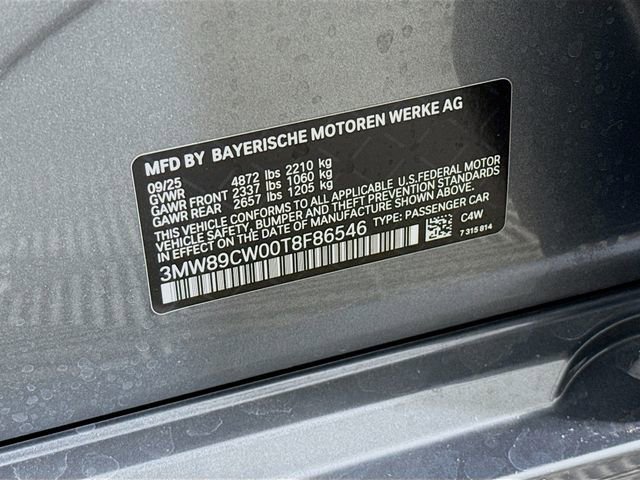 MFD BY BAYERISCHE MOTOREN WERKE AG
09/25
GVWR 4872 lbs 2210 kg
GAWR FRONT 2337 lbs 1060 kg
GAWR REAR 2657 lbs 1205 kg
THIS VEHICLE CONFORMS TO ALL APPLICABLE U.S.FEDERAL MOTOR
VEHICLE SAFETY, BUMPER AND THEFT PREVENTION STANDARDS
IN EFFECT ON THE DATE OF MANUFACTURE SHOWN ABOVE.
3MW89CW00T8F86546 TYPE: PASSENGER CAR
C4W
7 315 814